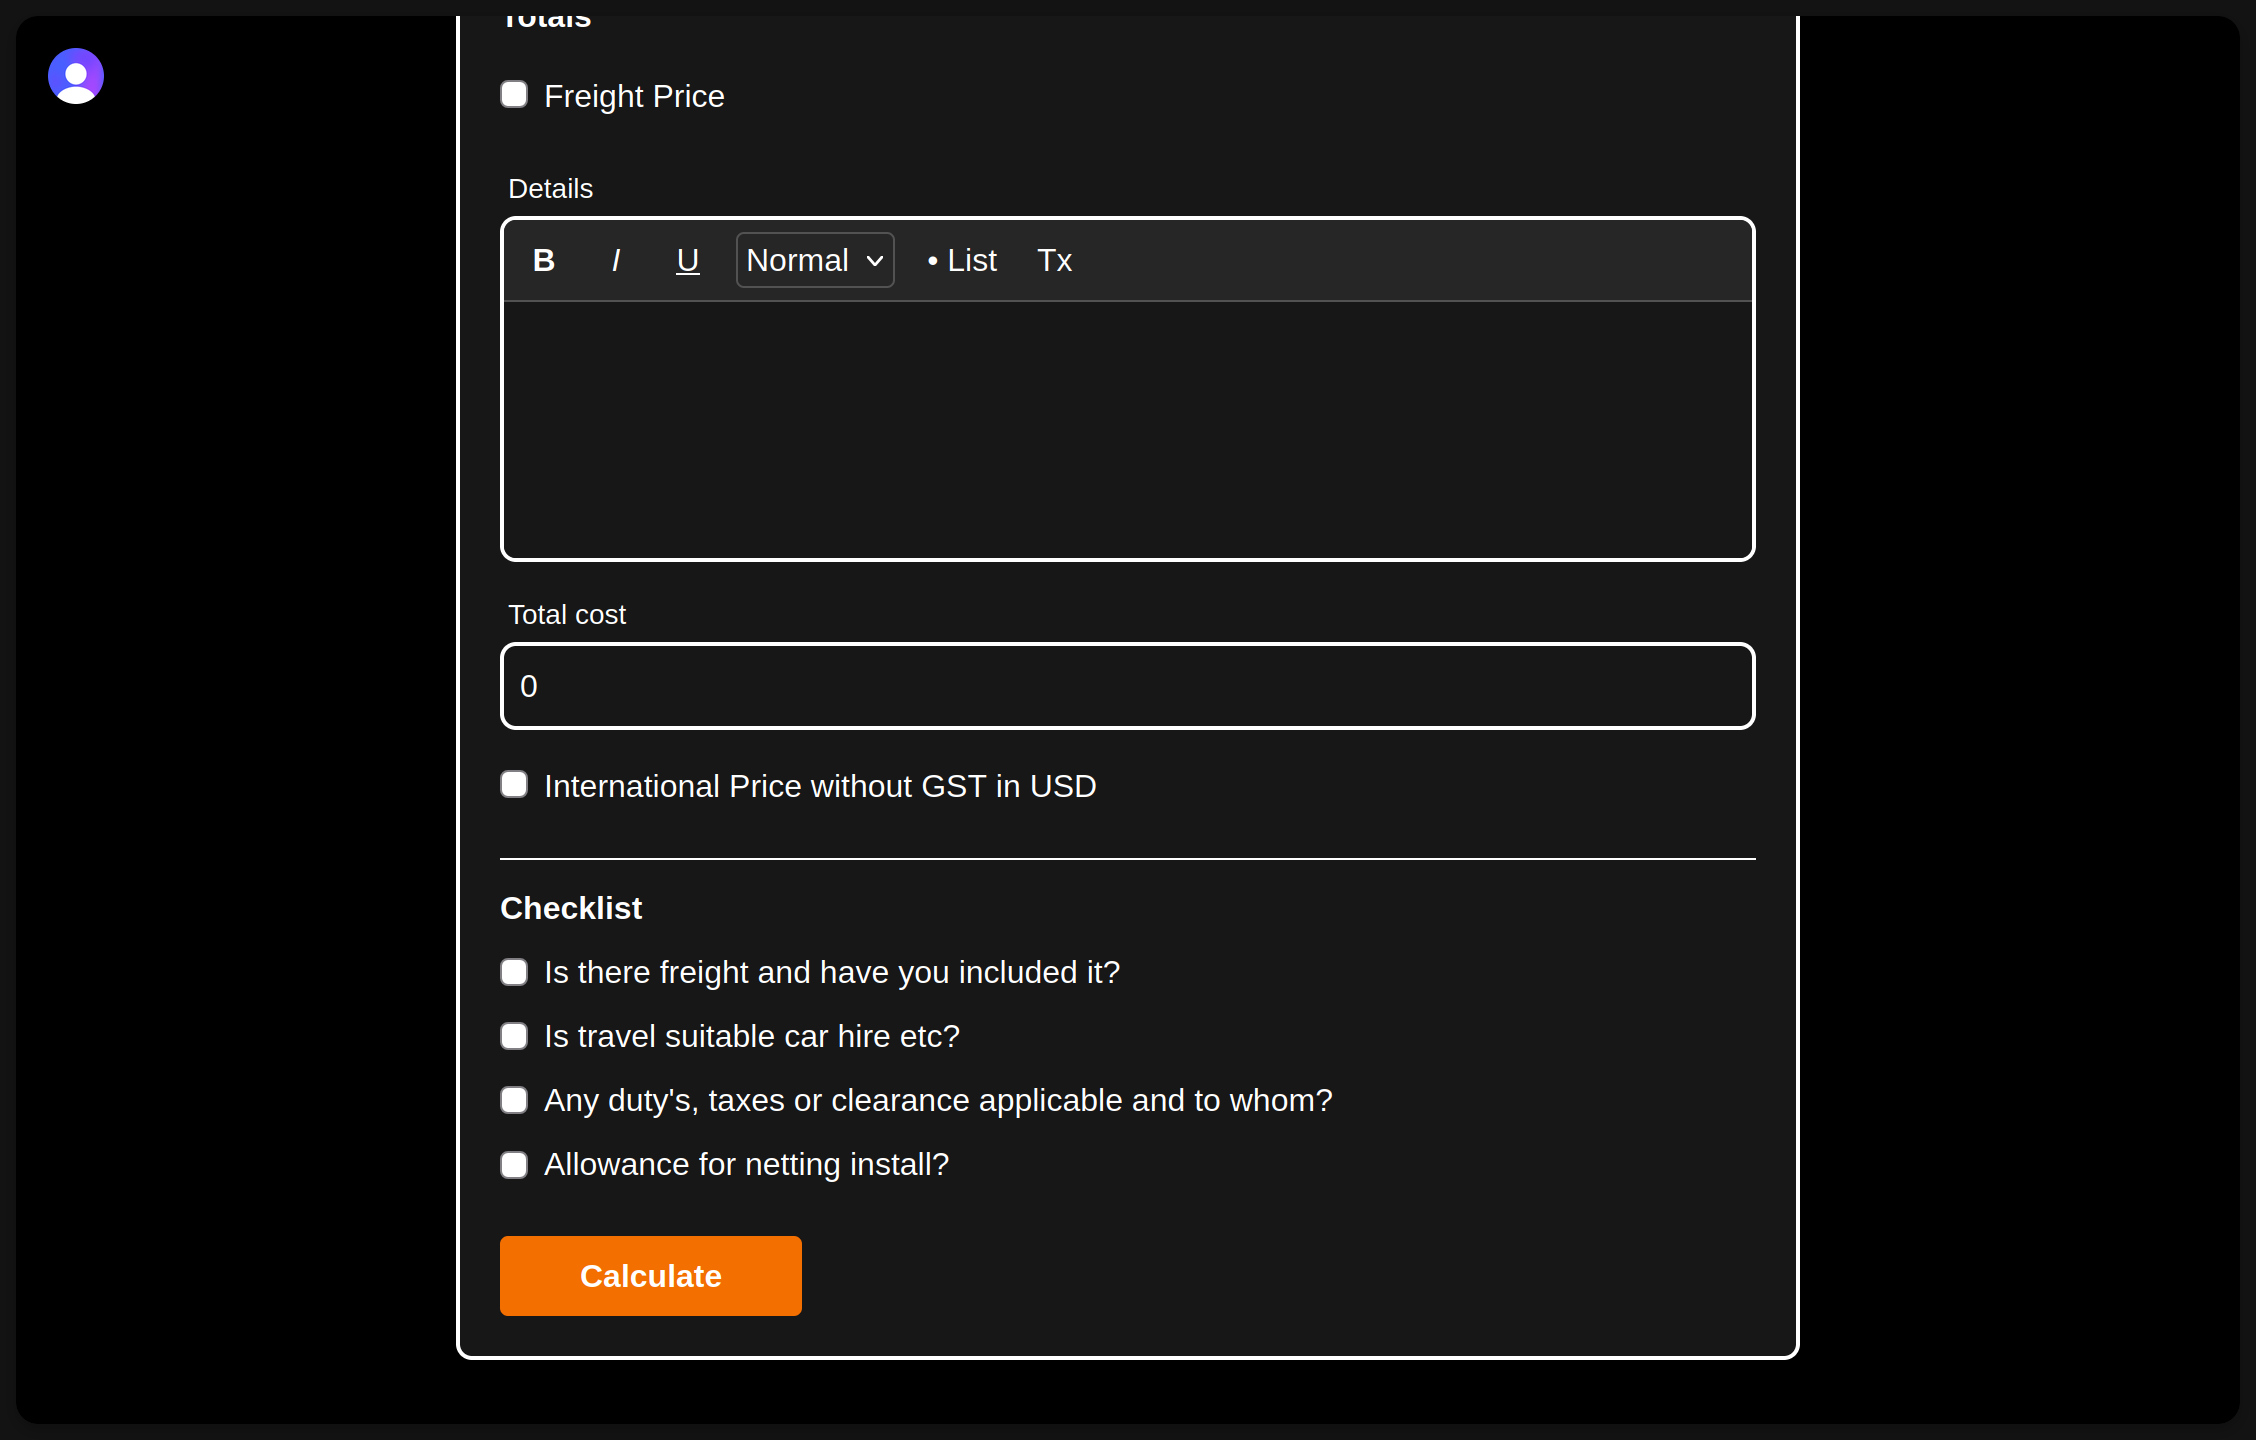 Totals
Freight Price
Details
B I U Normal • List Tx
Total cost
0
International Price without GST in USD
Checklist
Is there freight and have you included it?
Is travel suitable car hire etc?
Any duty's, taxes or clearance applicable and to whom?
Allowance for netting install?
Calculate